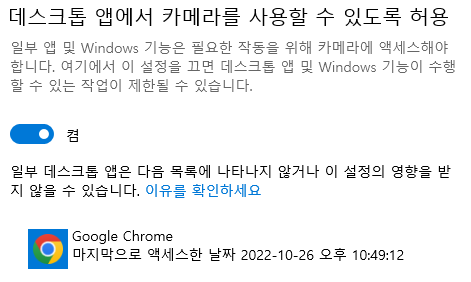 데스크톱 앱에서 카메라를 사용할 수 있도록 허용
일부 앱 및 Windows 기능은 필요한 작동을 위해 카메라에 액세스해야
합니다. 여기에서 이 설정을 끄면 데스크톱 앱 및 Windows 기능이 수행
할 수 있는 작업이 제한될 수 있습니다.
켬
일부 데스크톱 앱은 다음 목록에 나타나지 않거나 이 설정의 영향을 받
지 않을 수 있습니다. 이유를 확인하세요
Google Chrome
마지막으로 액세스한 날짜 2022-10-26 오후 10:49:12